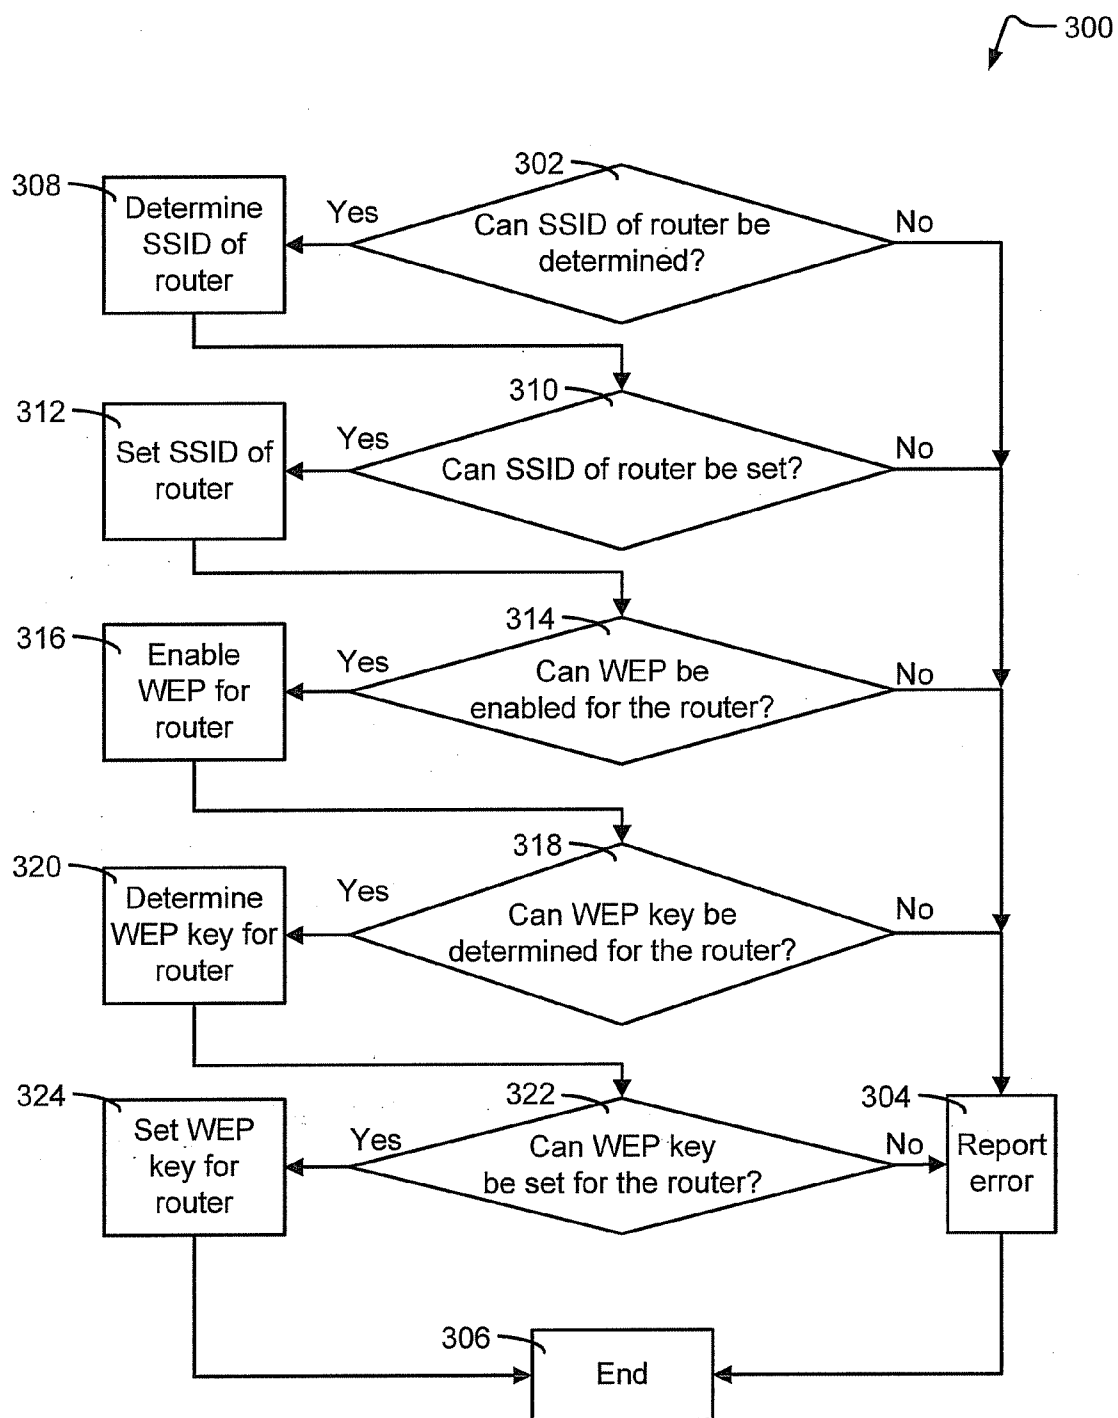 300
302
308
Determine
SSID of
router
Yes
Can SSID of router be
determined?
No
310
312
Set SSID of
router
Yes
Can SSID of router be set?
No
314
316
Enable
WEP for
router
Yes
Can WEP be
enabled for the router?
No
318
320
Determine
WEP key for
router
Yes
Can WEP key be
determined for the router?
No
322
324
304
Set WEP
key for
router
Yes
Can WEP key
be set for the router?
No
Report
error
306
End